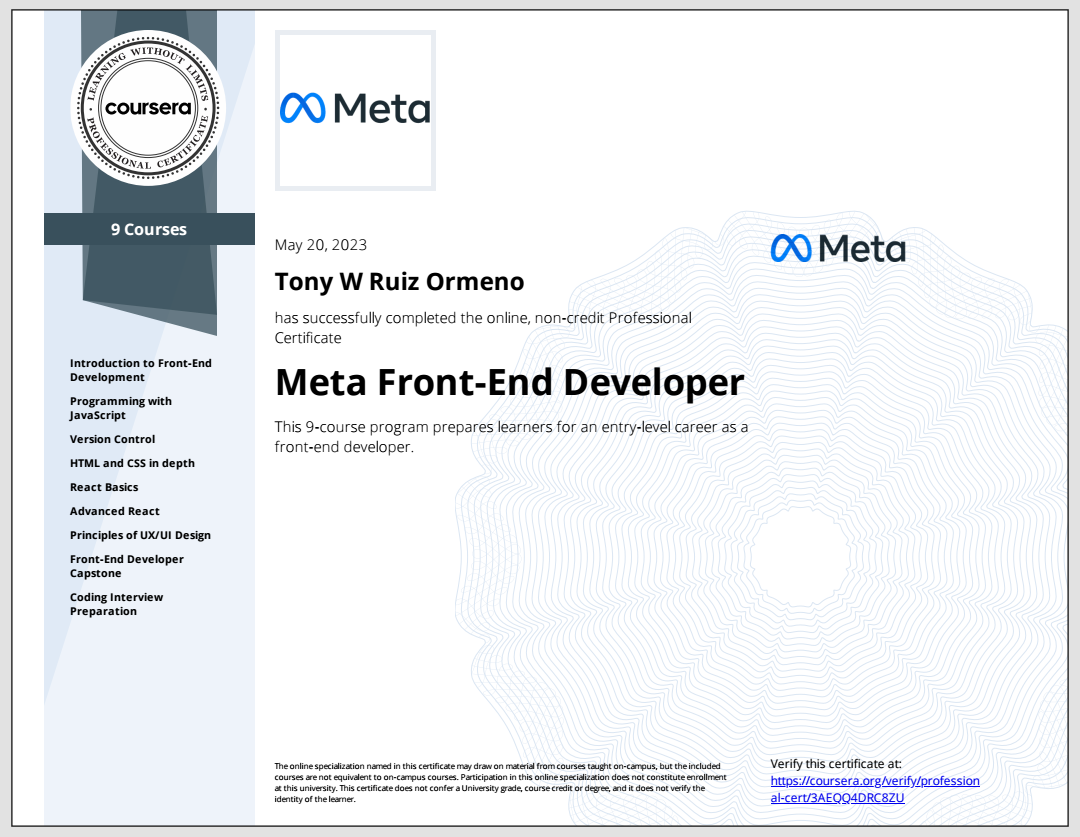 LEARNING WITHOUT LIMITS
coursera
PROFESSIONAL CERTIFICATE
9 Courses
Introduction to Front-End
Development
Programming with
JavaScript
Version Control
HTML and CSS in depth
React Basics
Advanced React
Principles of UX/UI Design
Front-End Developer
Capstone
Coding Interview
Preparation
Meta
May 20, 2023
Tony W Ruiz Ormeno
has successfully completed the online, non-credit Professional
Certificate
Meta Front-End Developer
This 9-course program prepares learners for an entry-level career as a
front-end developer.
Meta
The online specialization named in this certificate may draw on material from courses taught on-campus, but the included
courses are not equivalent to on-campus courses. Participation in this online specialization does not constitute enrollment
at this university. This certificate does not confer a University grade, course credit or degree, and it does not verify the
identity of the learner.
Verify this certificate at:
https://coursera.org/verify/profession
al-cert/3AEQQ4DRC8ZU